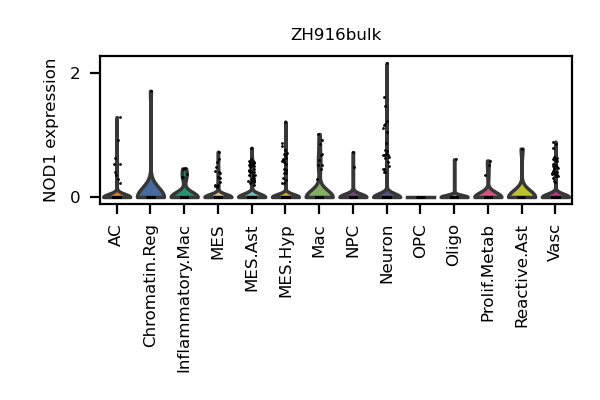 ZH916bulk
NOD1 expression
2
0
AC
Chromatin.Reg
Inflammatory.Mac
MES
MES.Ast
MES.Hyp
Mac
NPC
Neuron
OPC
Oligo
Prolif.Metab
Reactive.Ast
Vasc